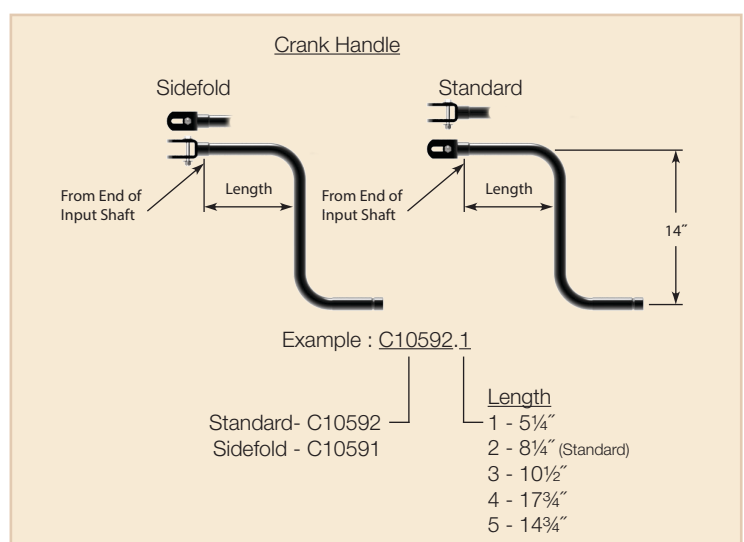 Crank Handle
Sidefold
Standard
From End of
Input Shaft
Length
From End of
Input Shaft
Length
14″
Example : C10592.1
Standard- C10592
Sidefold - C10591
Length
1 - 5¼″
2 - 8¼″ (Standard)
3 - 10½″
4 - 17¾″
5 - 14¾″